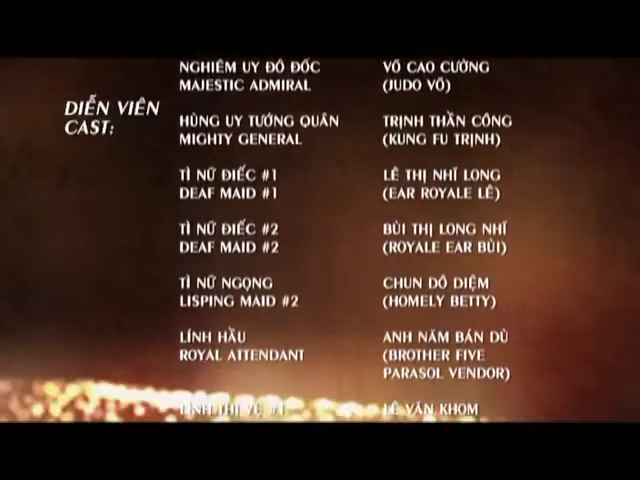 NGHIÊM UY ĐÔ ĐỐC VÕ CAO CƯỜNG
MAJESTIC ADMIRAL (JUDO VÕ)
DIỄN VIÊN
CAST:
HÙNG UY TƯỚNG QUÂN TRỊNH THẦN CÔNG
MIGHTY GENERAL (KUNG FU TRỊNH)
TÌ NỮ ĐIẾC #1 LÊ THỊ NHĨ LONG
DEAF MAID #1 (EAR ROYALE LÊ)
TÌ NỮ ĐIẾC #2 BÙI THỊ LONG NHĨ
DEAF MAID #2 (ROYALE EAR BÙI)
TÌ NỮ NGỌNG CHUN DÔ DIỆM
LISPING MAID #2 (HOMELY BETTY)
LÍNH HẦU ANH NĂM BÁN DÙ
ROYAL ATTENDANT (BROTHER FIVE
PARASOL VENDOR)
LÍNH THỊ VỆ #1 LÊ VĂN KHOM